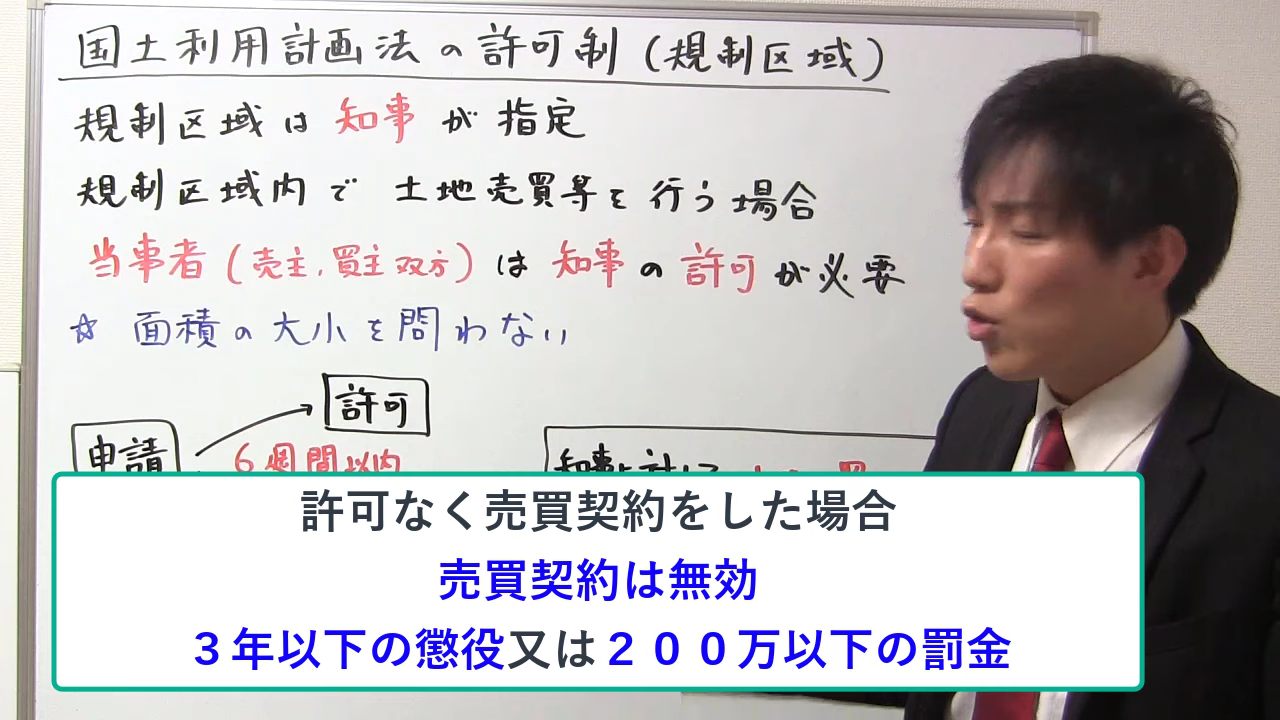 国土利用計画法の許可制(規制区域)
規制区域は知事が指定
規制区域内で土地売買等を行う場合
当事者(売主、買主双方)は知事の許可が必要
☆面積の大小を問わない
許可
申請
6週間以内
許可なく売買契約をした場合
売買契約は無効
3年以下の懲役又は200万以下の罰金